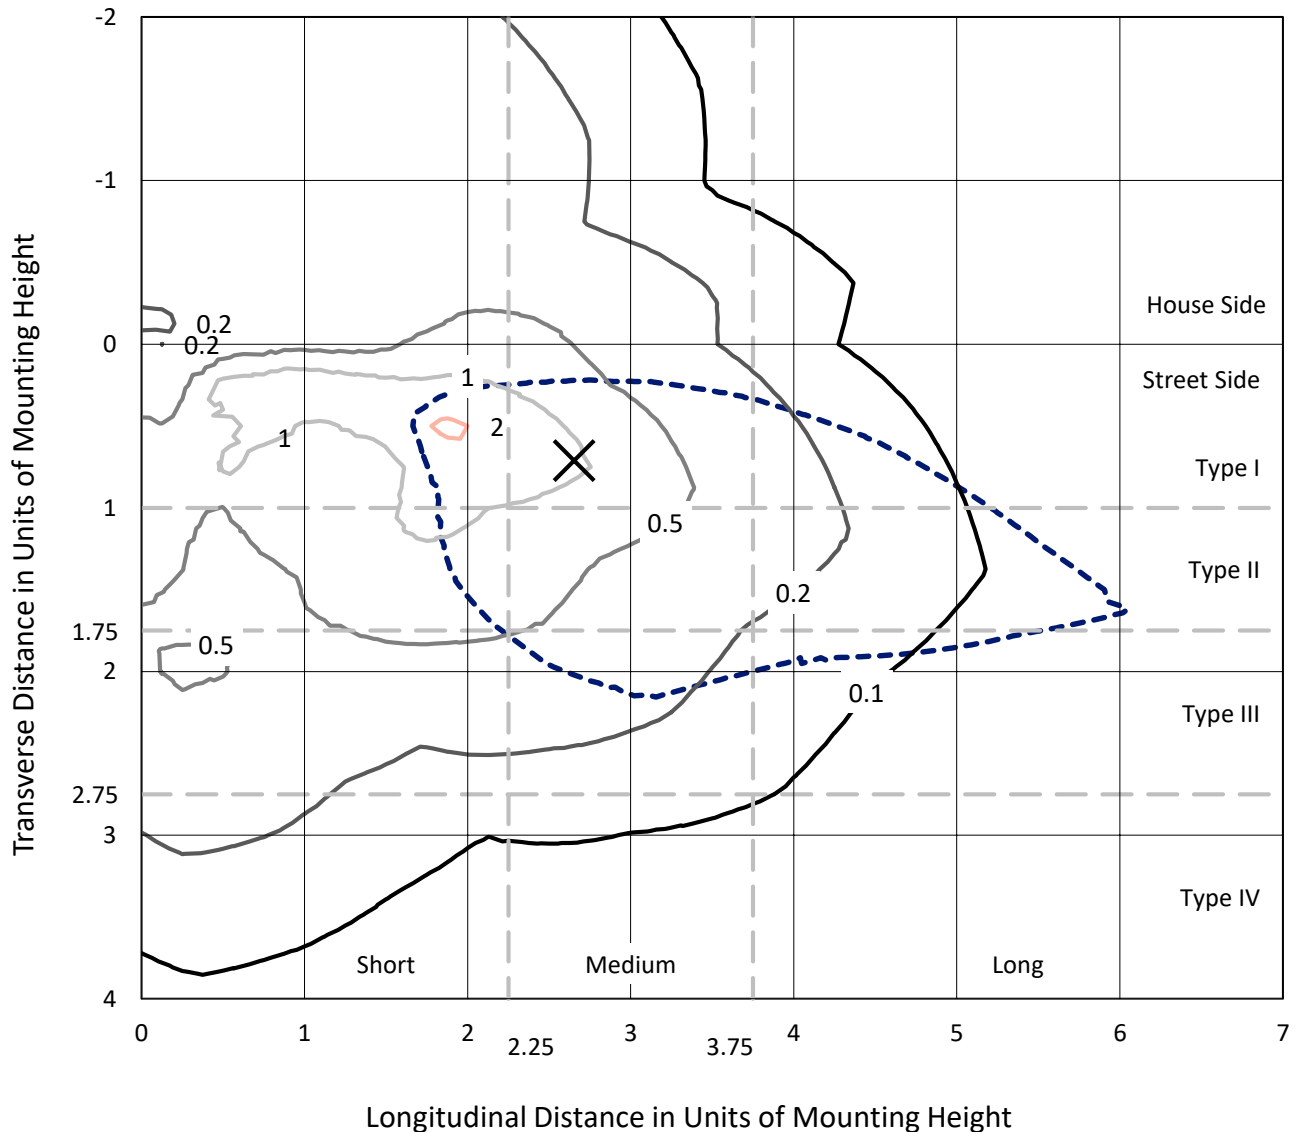 -2
-1
0
1
1.75
2
2.75
3
4
Transverse Distance in Units of Mounting Height
0.2
0.2
1
2
1
0.5
0.2
0.5
0.1
House Side
Street Side
Type I
Type II
Type III
Type IV
Short
Medium
Long
0
1
2
2.25
3
3.75
4
5
6
7
Longitudinal Distance in Units of Mounting Height